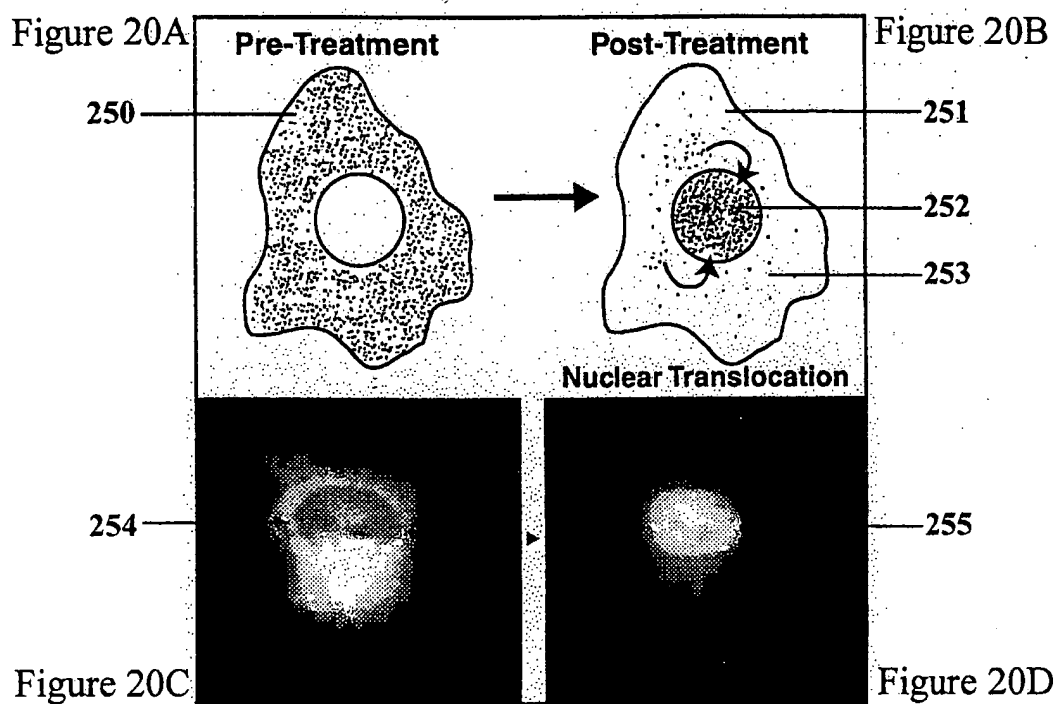 Figure 20A
Pre-Treatment
Post-Treatment
Figure 20B
250
251
252
253
Nuclear Translocation
254
255
Figure 20C
Figure 20D